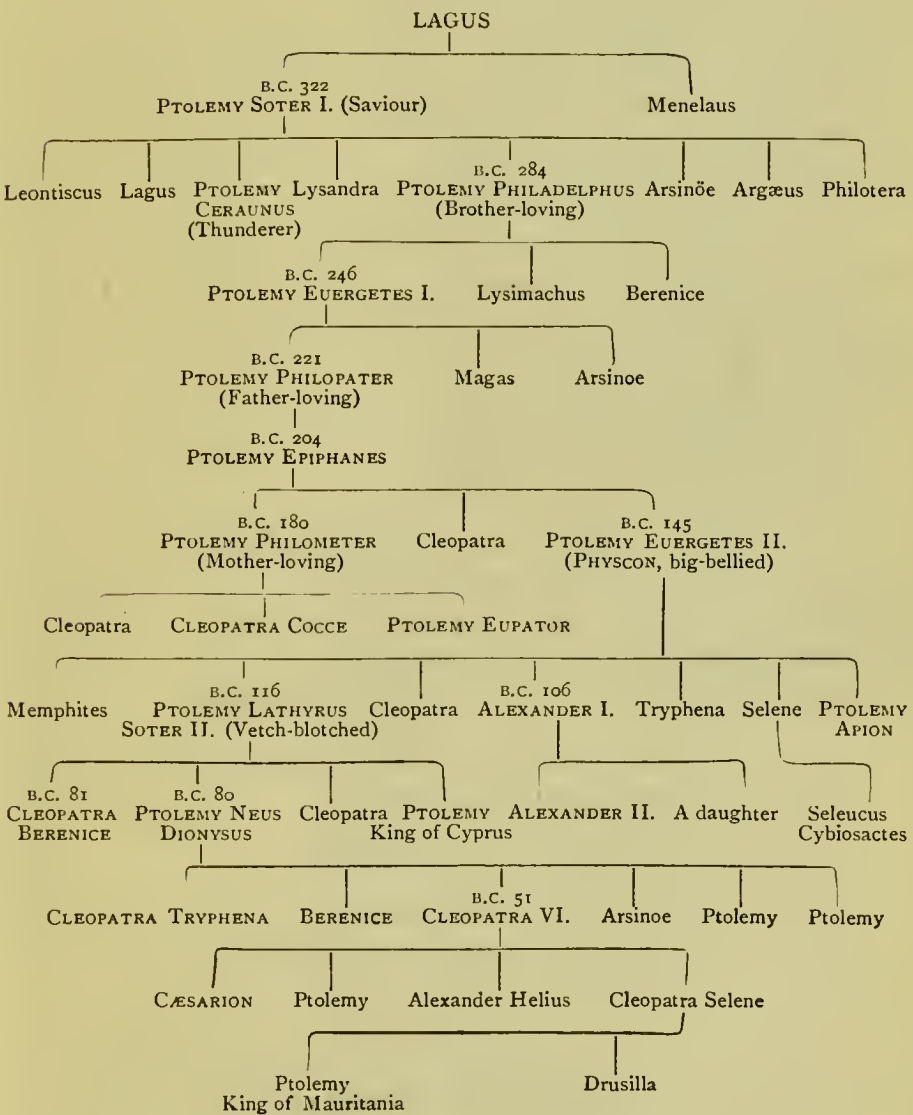 LAGUS
B.C. 322
PTOLEMY SOTER I. (Saviour)
Menelaus
Leontiscus
Lagus
PTOLEMY
CERAUNUS
(Thunderer)
Lysandra
B.C. 284
PTOLEMY PHILADELPHUS
(Brother-loving)
Arsinöe
Argæus
Philotera
B.C. 246
PTOLEMY EUERGETES I.
Lysimachus
Berenice
B.C. 221
PTOLEMY PHILOPATER
(Father-loving)
Magas
Arsinoe
B.C. 204
PTOLEMY EPIPHANES
B.C. 180
PTOLEMY PHILOMETER
(Mother-loving)
Cleopatra
B.C. 145
PTOLEMY EUERGETES II.
(PHYSCON, big-bellied)
Cleopatra
CLEOPATRA COCCE
PTOLEMY EUPATOR
Memphites
B.C. 116
PTOLEMY LATHYRUS
SOTER II. (Vetch-blotched)
Cleopatra
B.C. 106
ALEXANDER I.
Tryphena
Selene
PTOLEMY
APION
B.C. 81
CLEOPATRA
BERENICE
B.C. 80
PTOLEMY NEUS
DIONYSUS
Cleopatra
PTOLEMY
King of Cyprus
ALEXANDER II.
A daughter
Seleucus
Cybiosactes
CLEOPATRA TRYPHENA
BERENICE
B.C. 51
CLEOPATRA VI.
Arsinoe
Ptolemy
Ptolemy
CÆSARION
Ptolemy
Alexander Helius
Cleopatra Selene
Ptolemy
King of Mauritania
Drusilla